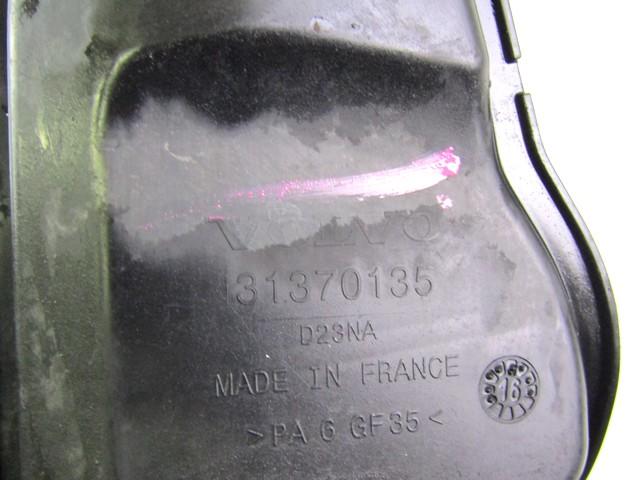 VOLVO
31370135
D23NA
MADE IN FRANCE
16
>PA 6 GF35<